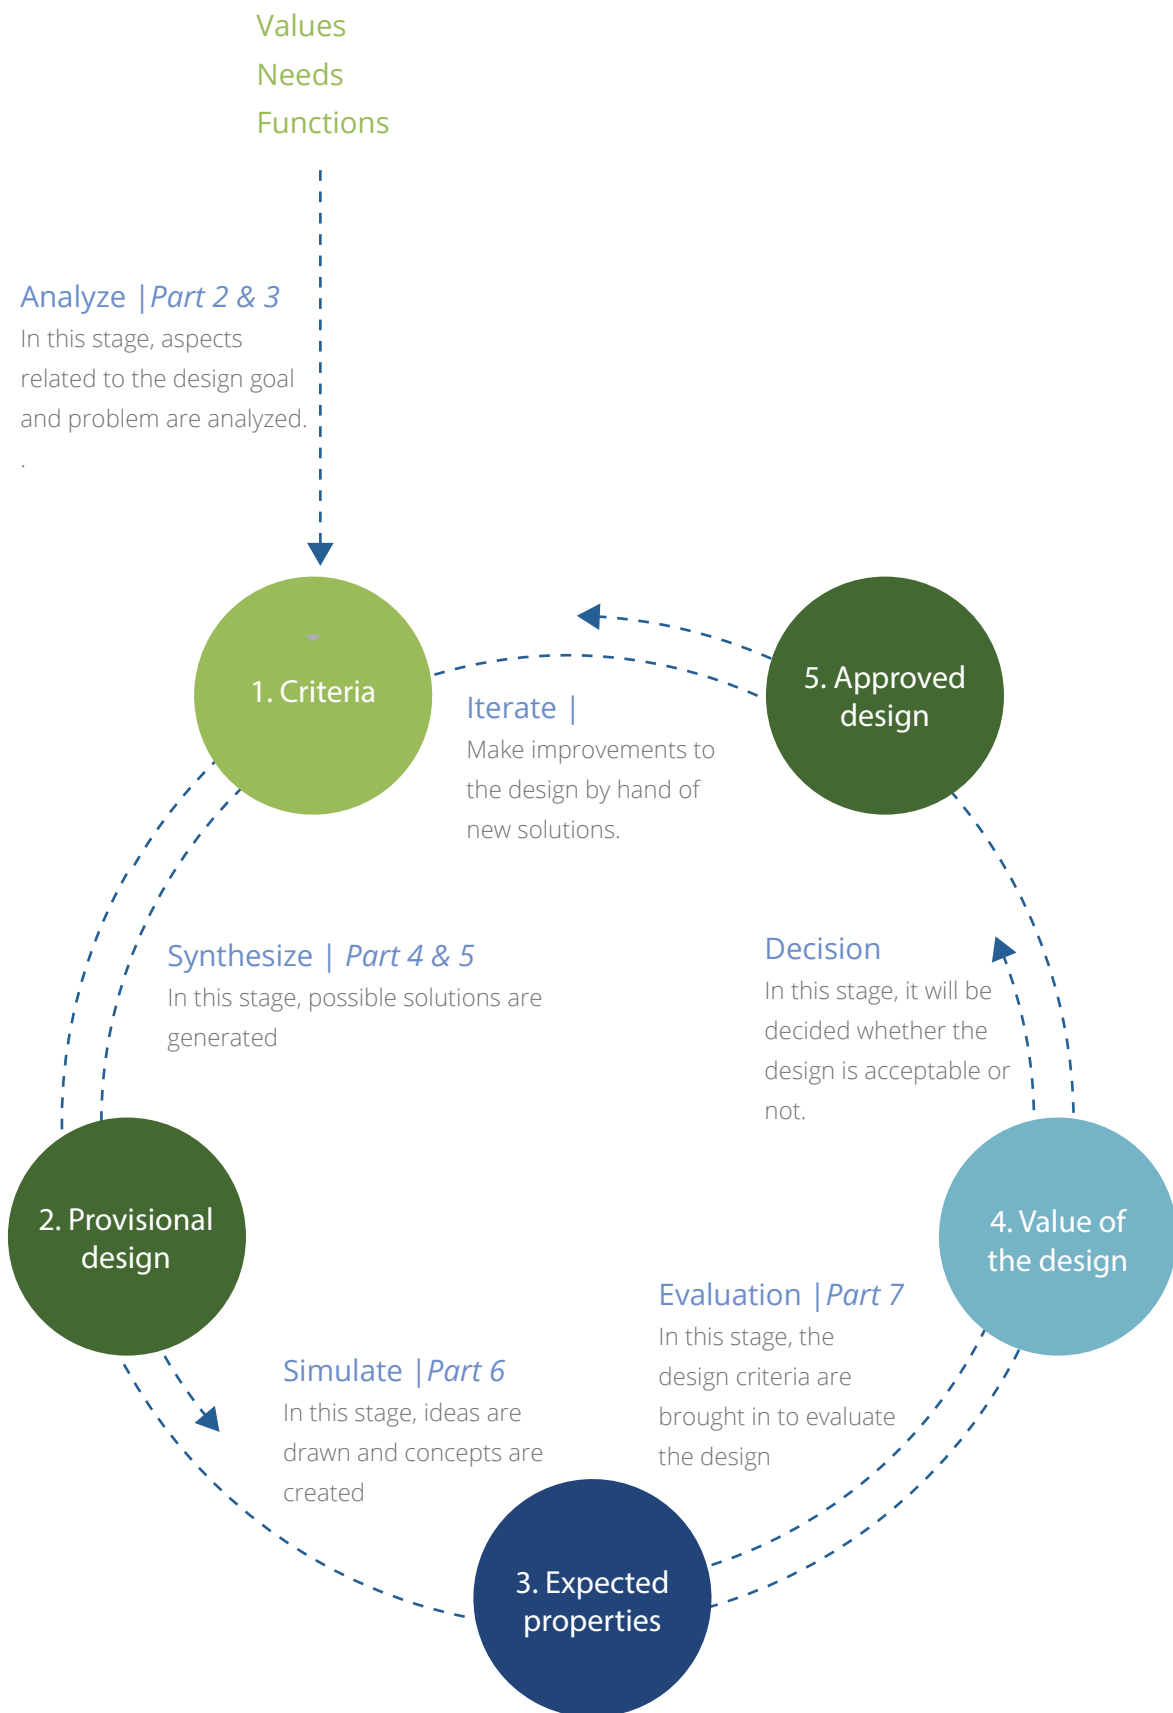 Values
Needs
Functions
Analyze |Part 2 & 3
In this stage, aspects
related to the design goal
and problem are analyzed.
.
1. Criteria
5. Approved
design
Iterate |
Make improvements to
the design by hand of
new solutions.
Synthesize | Part 4 & 5
In this stage, possible solutions are
generated
Decision
In this stage, it will be
decided whether the
design is acceptable or
not.
2. Provisional
design
4. Value of
the design
Evaluation |Part 7
In this stage, the
design criteria are
brought in to evaluate
the design
Simulate |Part 6
In this stage, ideas are
drawn and concepts are
created
3. Expected
properties